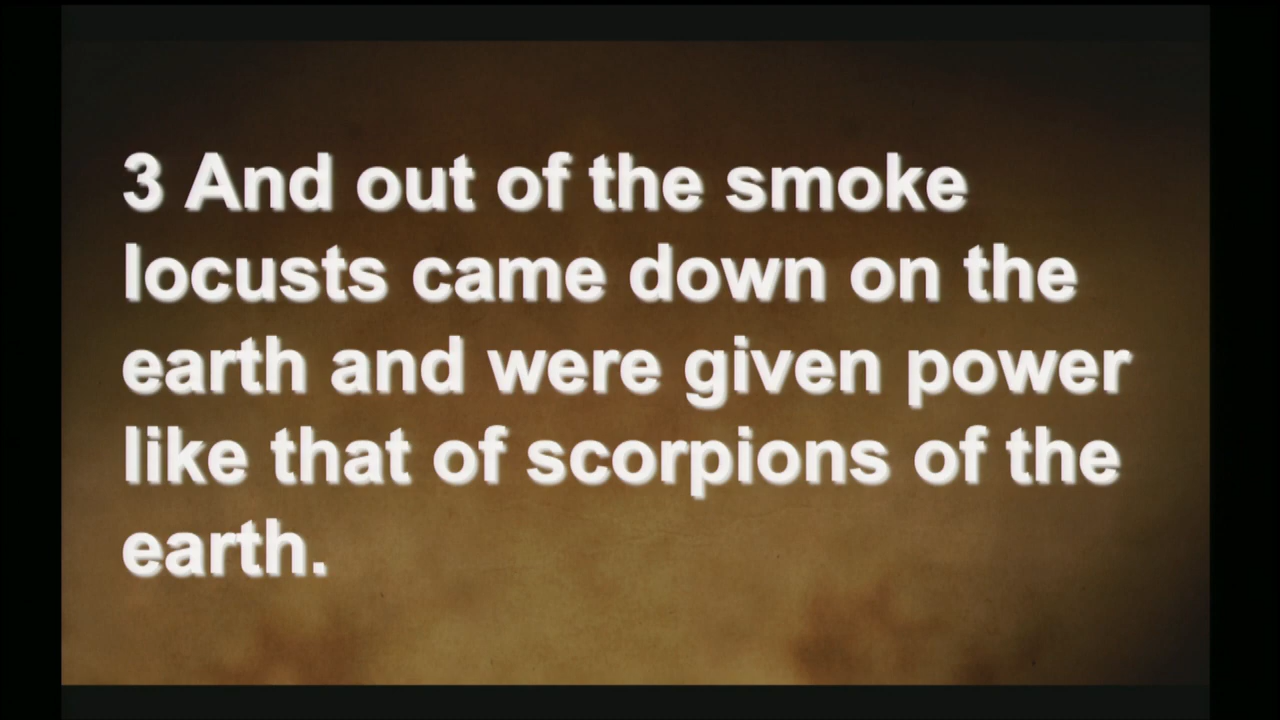 3 And out of the smoke
locusts came down on the
earth and were given power
like that of scorpions of the
earth.